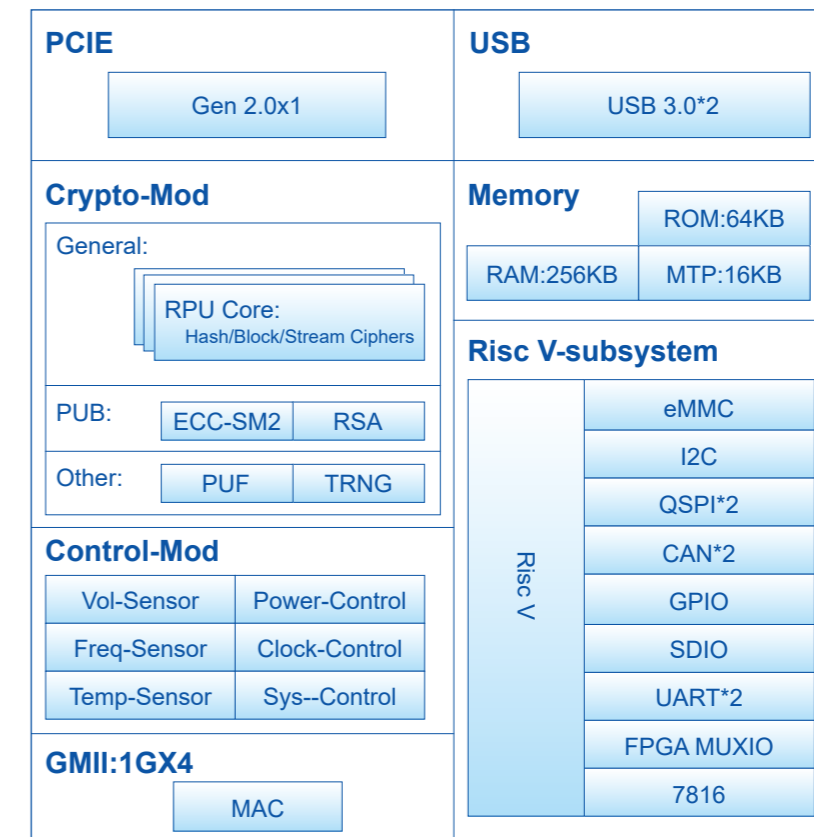 PCIE
Gen 2.0x1
USB
USB 3.0*2
Crypto-Mod
General:
RPU Core:
Hash/Block/Stream Ciphers
PUB:
ECC-SM2
RSA
Other:
PUF
TRNG
Memory
ROM:64KB
RAM:256KB
MTP:16KB
Control-Mod
Vol-Sensor
Power-Control
Freq-Sensor
Clock-Control
Temp-Sensor
Sys--Control
GMII:1GX4
MAC
Risc V-subsystem
Risc V
eMMC
I2C
QSPI*2
CAN*2
GPIO
SDIO
UART*2
FPGA MUXIO
7816